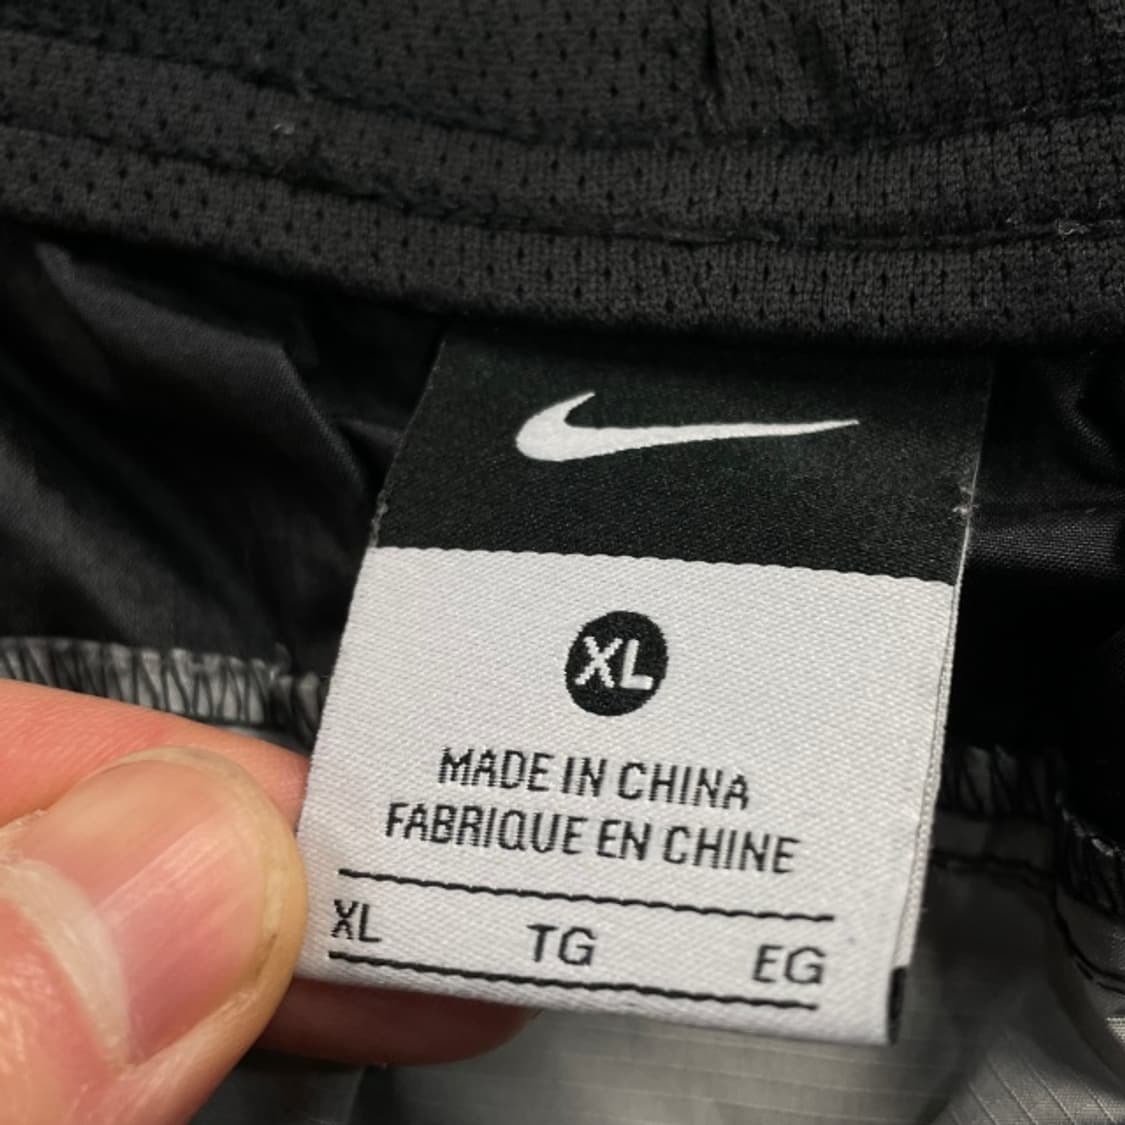 XL
MADE IN CHINA
FABRIQUE EN CHINE
XL TG EG